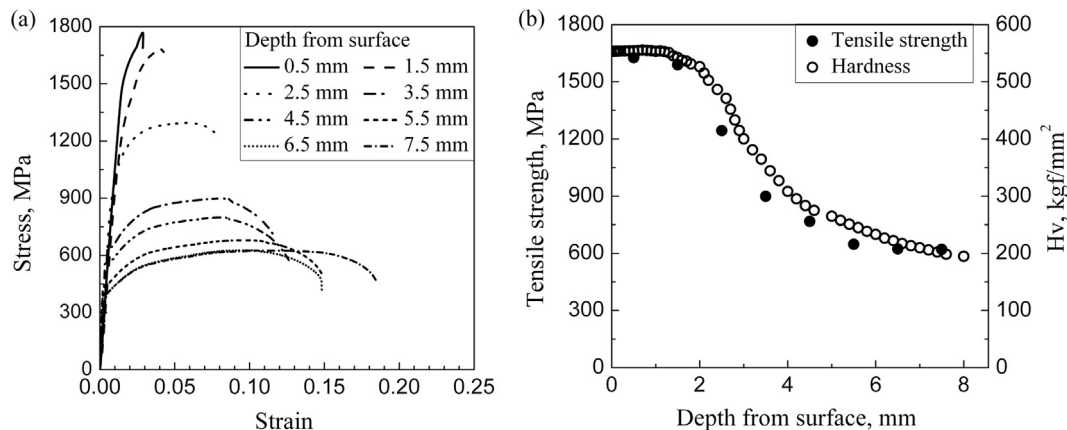 (a)
1800
1500
1200
900
600
300
0
Stress, MPa
Depth from surface
0.5 mm 1.5 mm
2.5 mm 3.5 mm
4.5 mm 5.5 mm
6.5 mm 7.5 mm
0.00 0.05 0.10 0.15 0.20 0.25
Strain
(b)
1800
1500
1200
900
600
300
0
Tensile strength, MPa
Tensile strength
Hardness
600
500
400
300
200
100
0
Hv, kgf/mm²
0 2 4 6 8
Depth from surface, mm